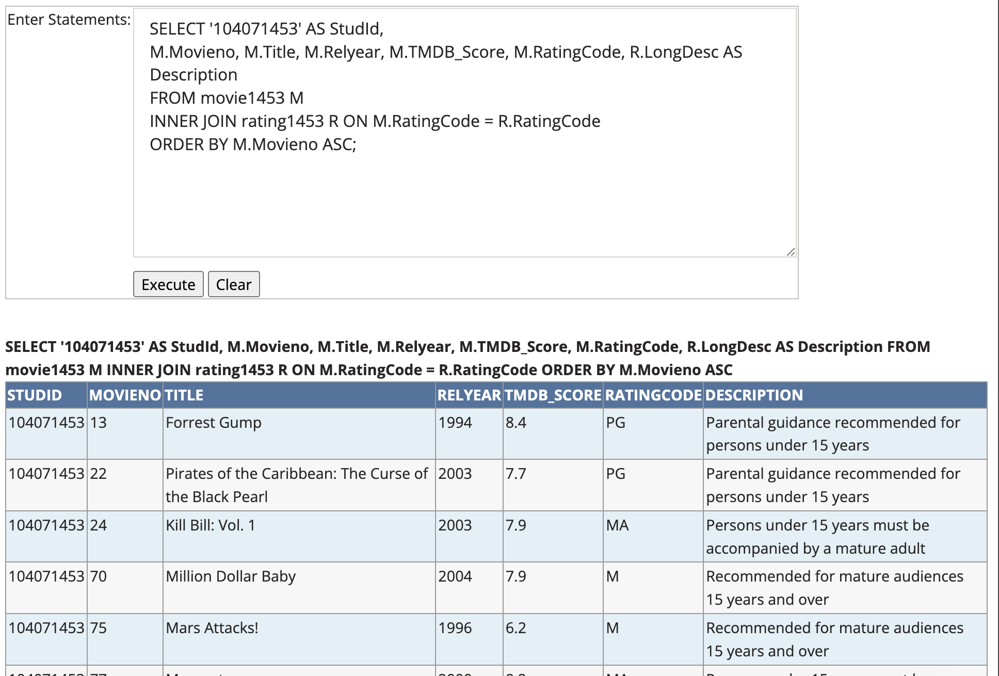 Enter Statements:
SELECT '104071453' AS StudId,
M.Movieno, M.Title, M.Relyear, M.TMDB_Score, M.RatingCode, R.LongDesc AS
Description
FROM movie1453 M
INNER JOIN rating1453 R ON M.RatingCode = R.RatingCode
ORDER BY M.Movieno ASC;
Execute Clear
SELECT '104071453' AS StudId, M.Movieno, M.Title, M.Relyear, M.TMDB_Score, M.RatingCode, R.LongDesc AS Description FROM
movie1453 M INNER JOIN rating1453 R ON M.RatingCode = R.RatingCode ORDER BY M.Movieno ASC
STUDID MOVIENO TITLE RELYEAR TMDB_SCORE RATINGCODE DESCRIPTION
104071453 13 Forrest Gump 1994 8.4 PG Parental guidance recommended for
persons under 15 years
104071453 22 Pirates of the Caribbean: The Curse of 2003 7.7 PG Parental guidance recommended for
the Black Pearl persons under 15 years
104071453 24 Kill Bill: Vol. 1 2003 7.9 MA Persons under 15 years must be
accompanied by a mature adult
104071453 70 Million Dollar Baby 2004 7.9 M Recommended for mature audiences
15 years and over
104071453 75 Mars Attacks! 1996 6.2 M Recommended for mature audiences
15 years and over